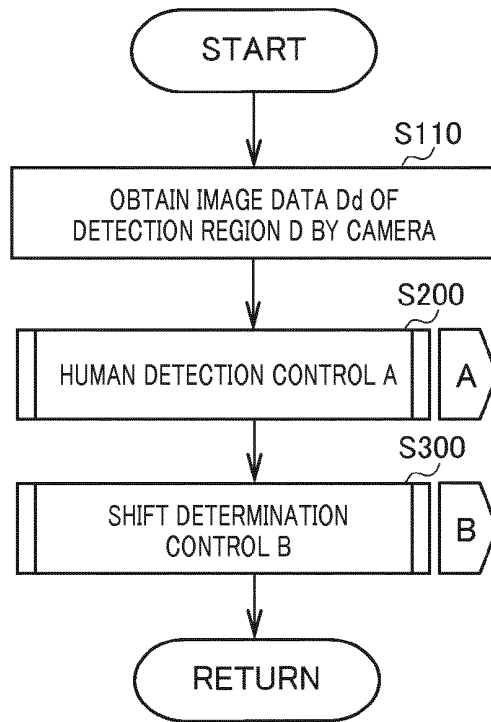 START
S110
OBTAIN IMAGE DATA Dd OF
DETECTION REGION D BY CAMERA
S200
HUMAN DETECTION CONTROL A
A
S300
SHIFT DETERMINATION
CONTROL B
B
RETURN